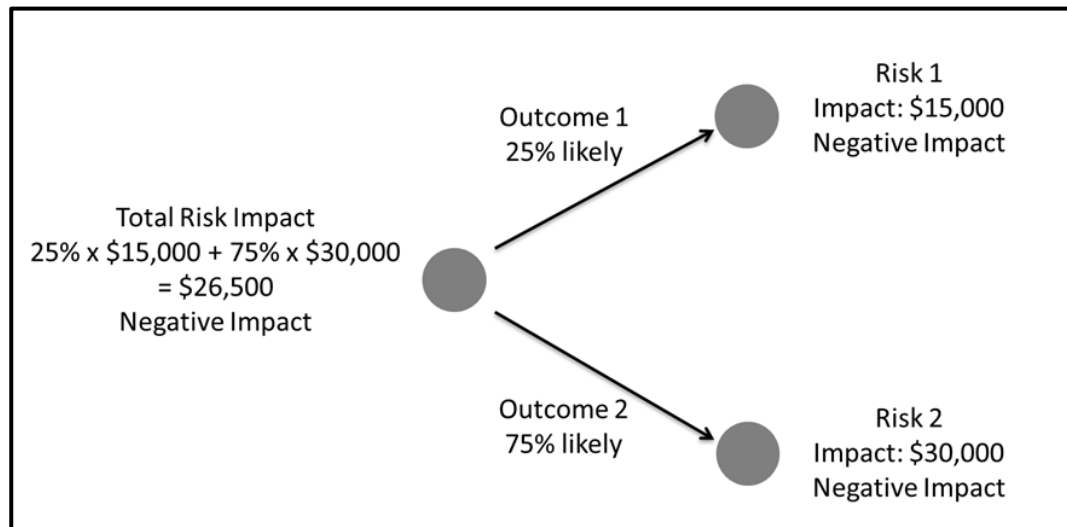 Total Risk Impact
25% x $15,000 + 75% x $30,000
= $26,500
Negative Impact
Outcome 1
25% likely
Risk 1
Impact: $15,000
Negative Impact
Outcome 2
75% likely
Risk 2
Impact: $30,000
Negative Impact